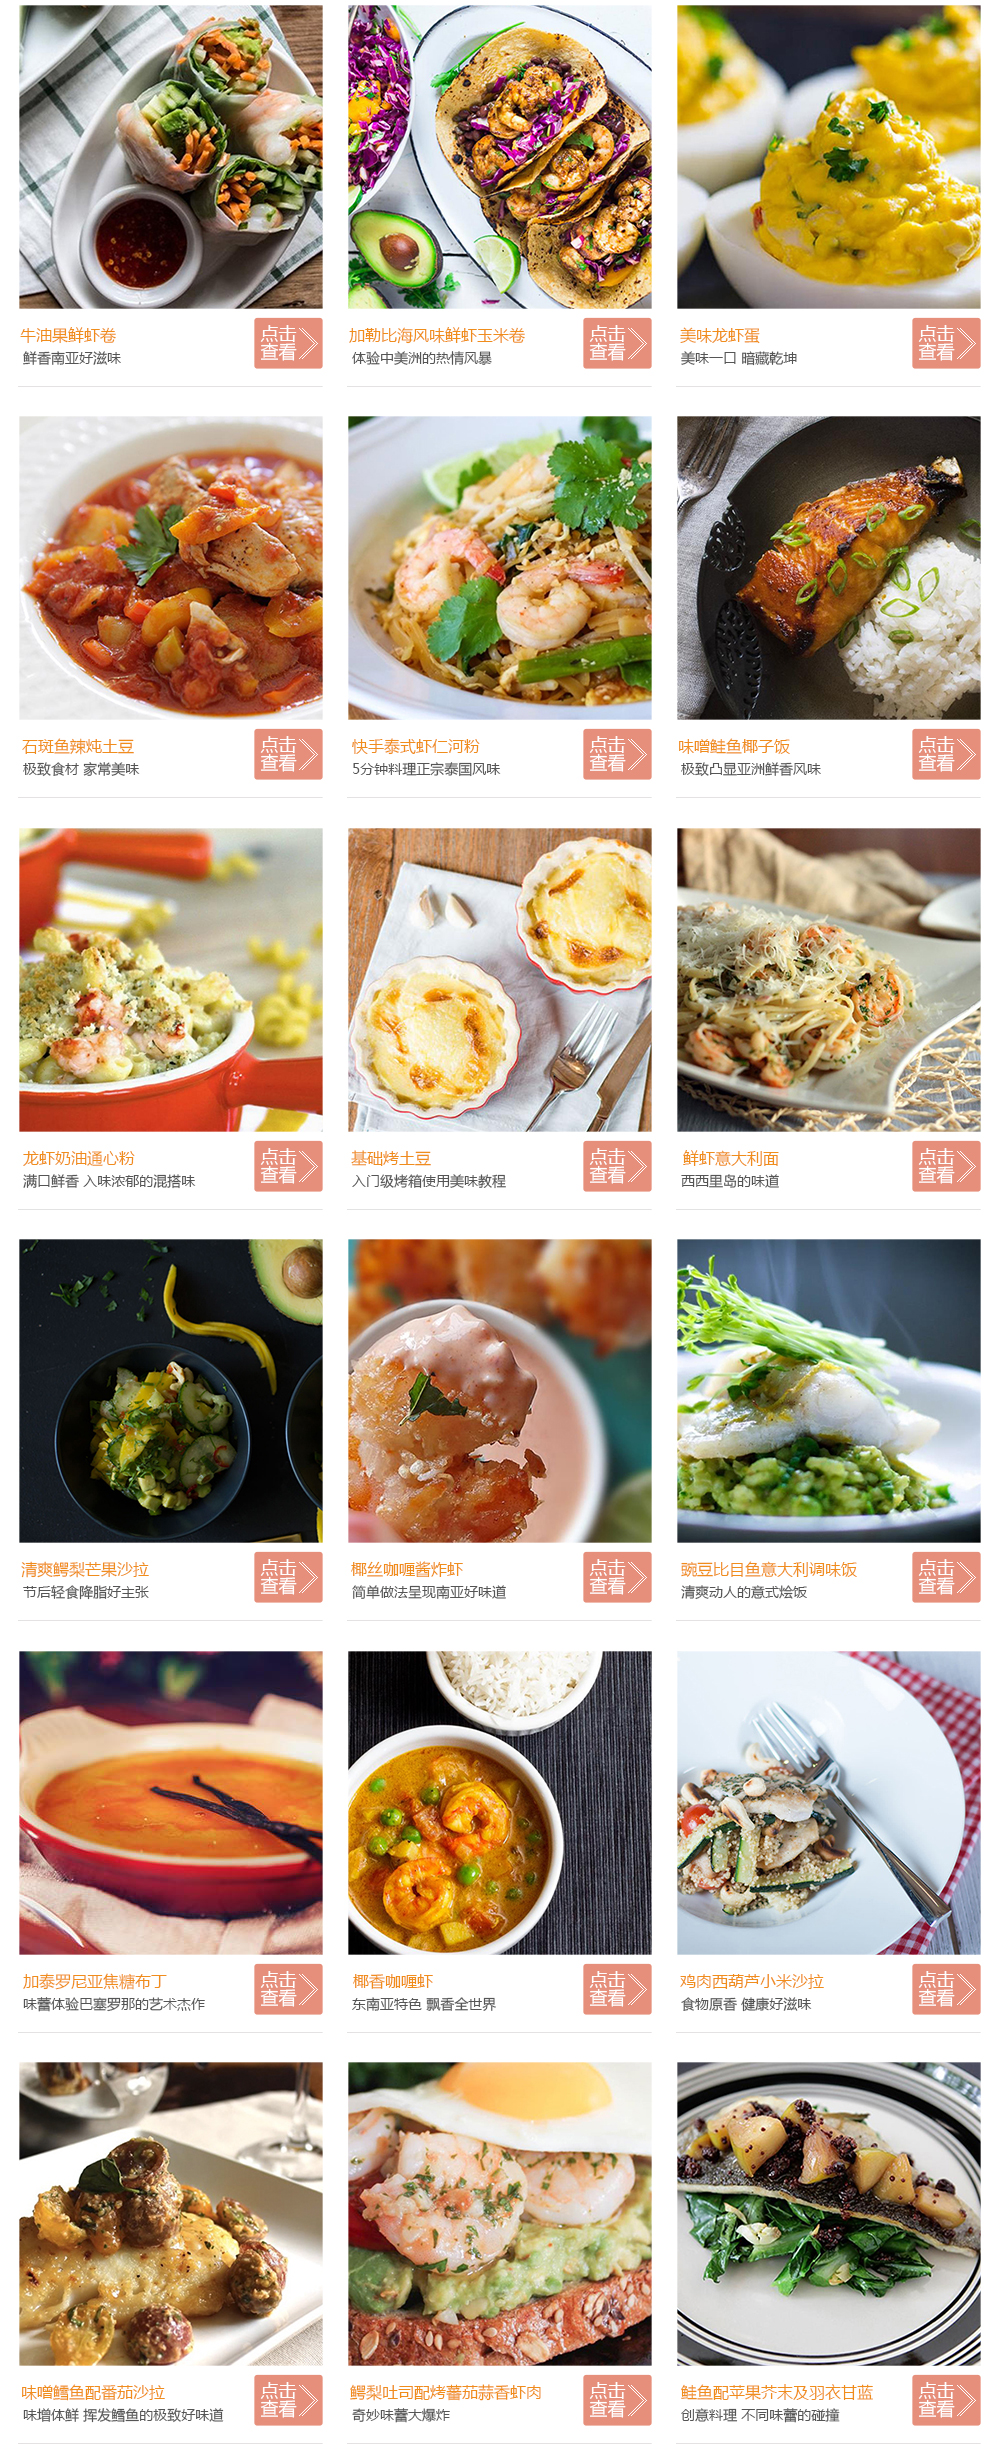 牛油果鲜虾卷
鲜香南亚好滋味
点击
查看
加勒比海风味鲜虾玉米卷
体验中美洲的热情风暴
点击
查看
美味龙虾蛋
美味一口 暗藏乾坤
点击
查看
石斑鱼辣炖土豆
极致食材 家常美味
点击
查看
快手泰式虾仁河粉
5分钟料理正宗泰国风味
点击
查看
味噌鲑鱼椰子饭
极致凸显亚洲鲜香风味
点击
查看
龙虾奶油通心粉
满口鲜香 入味浓郁的混搭味
点击
查看
基础烤土豆
入门级烤箱使用美味教程
点击
查看
鲜虾意大利面
西西里岛的味道
点击
查看
清爽鳄梨芒果沙拉
节后轻食降脂好主张
点击
查看
椰丝咖喱酱炸虾
简单做法呈现南亚好味道
点击
查看
豌豆比目鱼意大利调味饭
清爽动人的意式烩饭
点击
查看
加泰罗尼亚焦糖布丁
味蕾体验巴塞罗那的艺术杰作
点击
查看
椰香咖喱虾
东南亚特色 飘香全世界
点击
查看
鸡肉西葫芦小米沙拉
食物原香 健康好滋味
点击
查看
味噌鳕鱼配番茄沙拉
味增体鲜 挥发鳕鱼的极致好味道
点击
查看
鳄梨吐司配烤蕃茄蒜香虾肉
奇妙味蕾大爆炸
点击
查看
鲑鱼配苹果芥末及羽衣甘蓝
创意料理 不同味蕾的碰撞
点击
查看